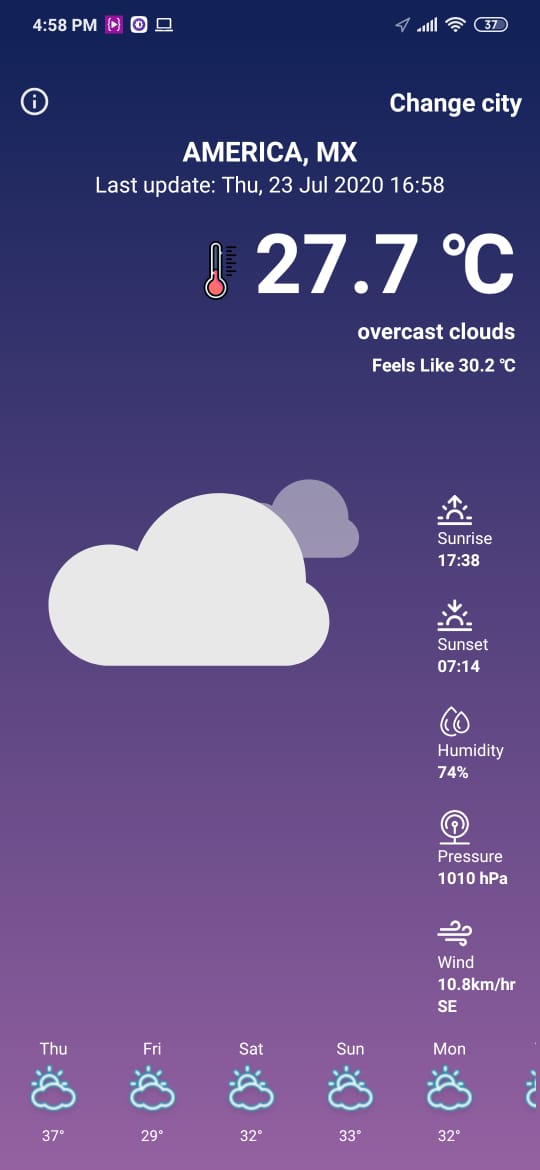 4:58 PM 37
Change city
AMERICA, MX
Last update: Thu, 23 Jul 2020 16:58
27.7 °C
overcast clouds
Feels Like 30.2 °C
Sunrise
17:38
Sunset
07:14
Humidity
74%
Pressure
1010 hPa
Wind
10.8km/hr
SE
Thu Fri Sat Sun Mon
37° 29° 32° 33° 32°